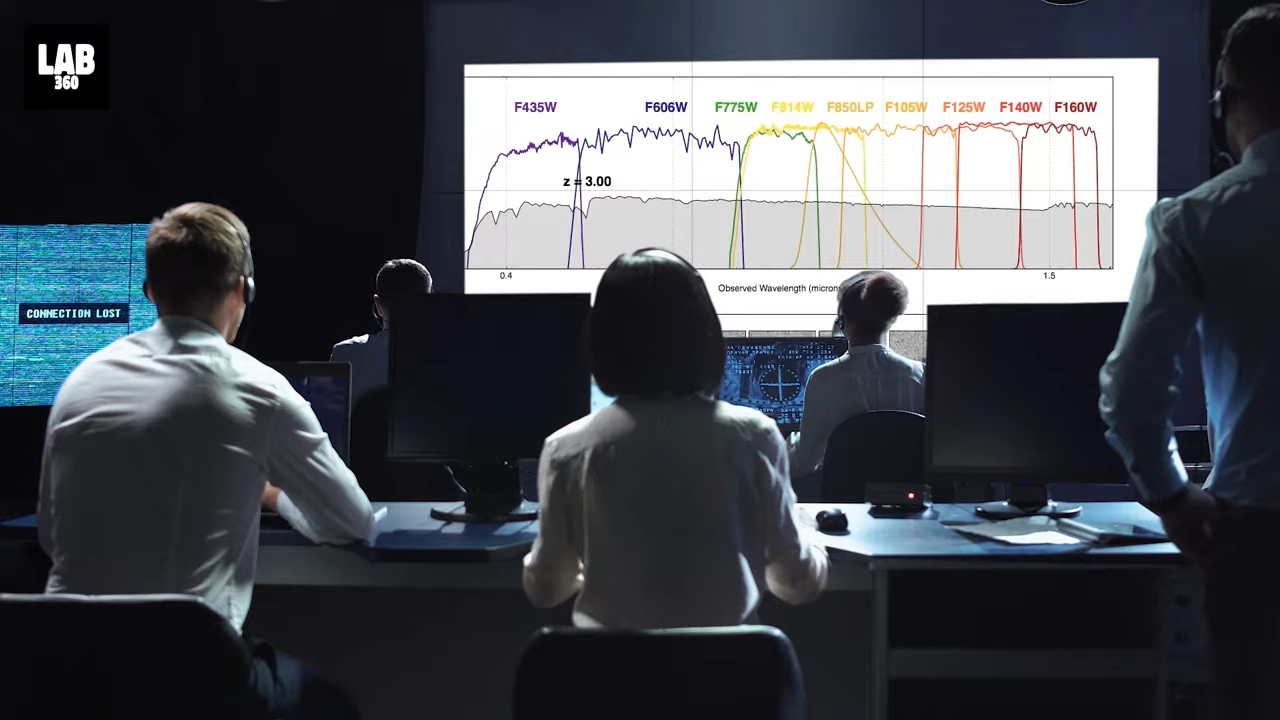 LAB
360
F435W F606W F775W F814W F850LP F105W F125W F140W F160W
z = 3.00
0.4 1.5
Observed Wavelength (micron
CONNECTION LOST